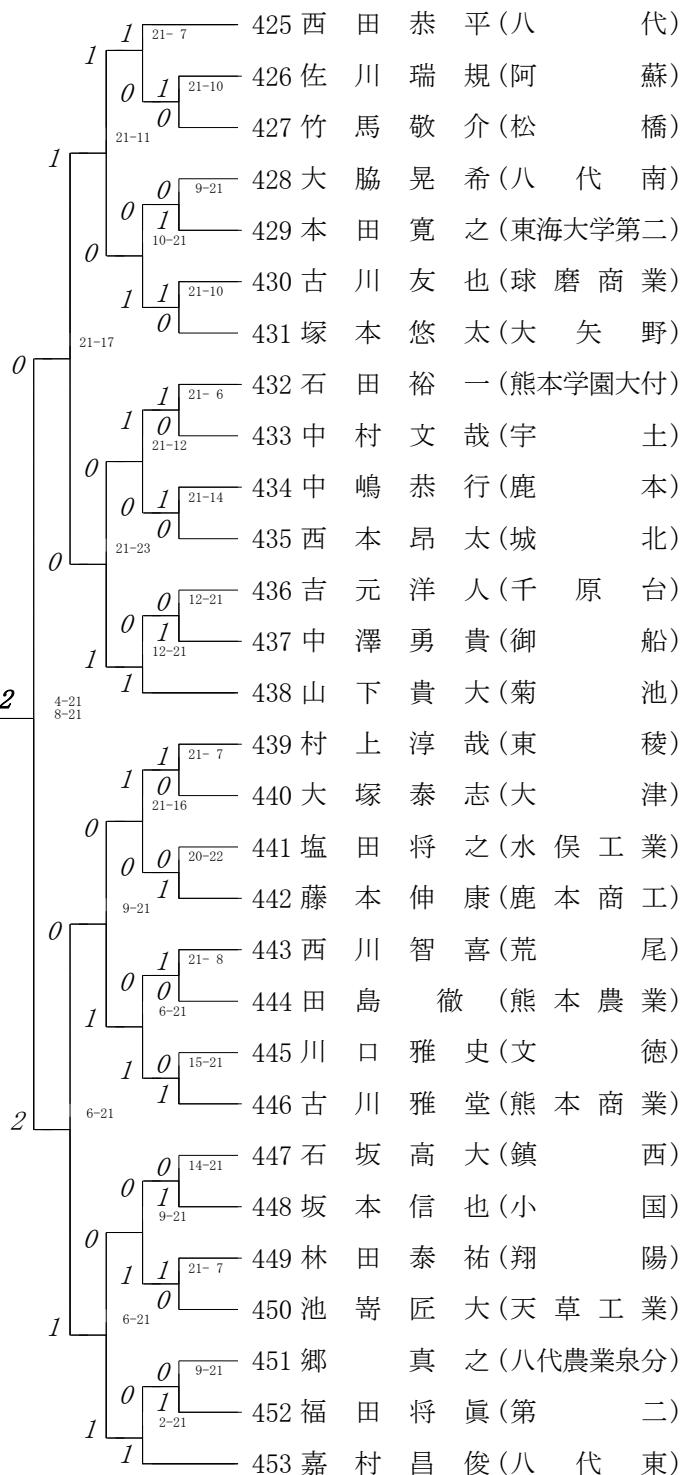 1 21- 7 425 西田恭平(八代)
1
0 1 21-10 426 佐川瑞規(阿蘇)
21-11 0 427 竹馬敬介(松橋)
1
0 0 9-21 428 大脇晃希(八代南)
0 10-21 1 429 本田寛之(東海大学第二)
1 1 21-10 430 古川友也(球磨商業)
0 431 塚本悠太(大矢野)
0 21-17
1 1 21- 6 432 石田裕一(熊本学園大付)
0 21-12 0 433 中村文哉(宇土)
0 1 21-14 434 中嶋恭行(鹿本)
0 21-23 0 435 西本昂太(城北)
0 0 12-21 436 吉元洋人(千原台)
1 12-21 1 437 中澤勇貴(御船)
1 438 山下貴大(菊池)
2 4-21
8-21
1 1 21- 7 439 村上淳哉(東稜)
0 21-16 0 440 大塚泰志(大津)
0 0 20-22 441 塩田将之(水俣工業)
0 9-21 1 442 藤本伸康(鹿本商工)
0 1 21- 8 443 西川智喜(荒尾)
1 6-21 0 444 田島徹(熊本農業)
1 0 15-21 445 川口雅史(文徳)
2 6-21 1 446 古川雅堂(熊本商業)
0 0 14-21 447 石坂高大(鎮西)
0 9-21 1 448 坂本信也(小国)
1 1 21- 7 449 林田泰祐(翔陽)
1 6-21 0 450 池嵜匠大(天草工業)
0 0 9-21 451 郷真之(八代農業泉分)
1 2-21 1 452 福田将眞(第二)
1 453 嘉村昌俊(八代東)